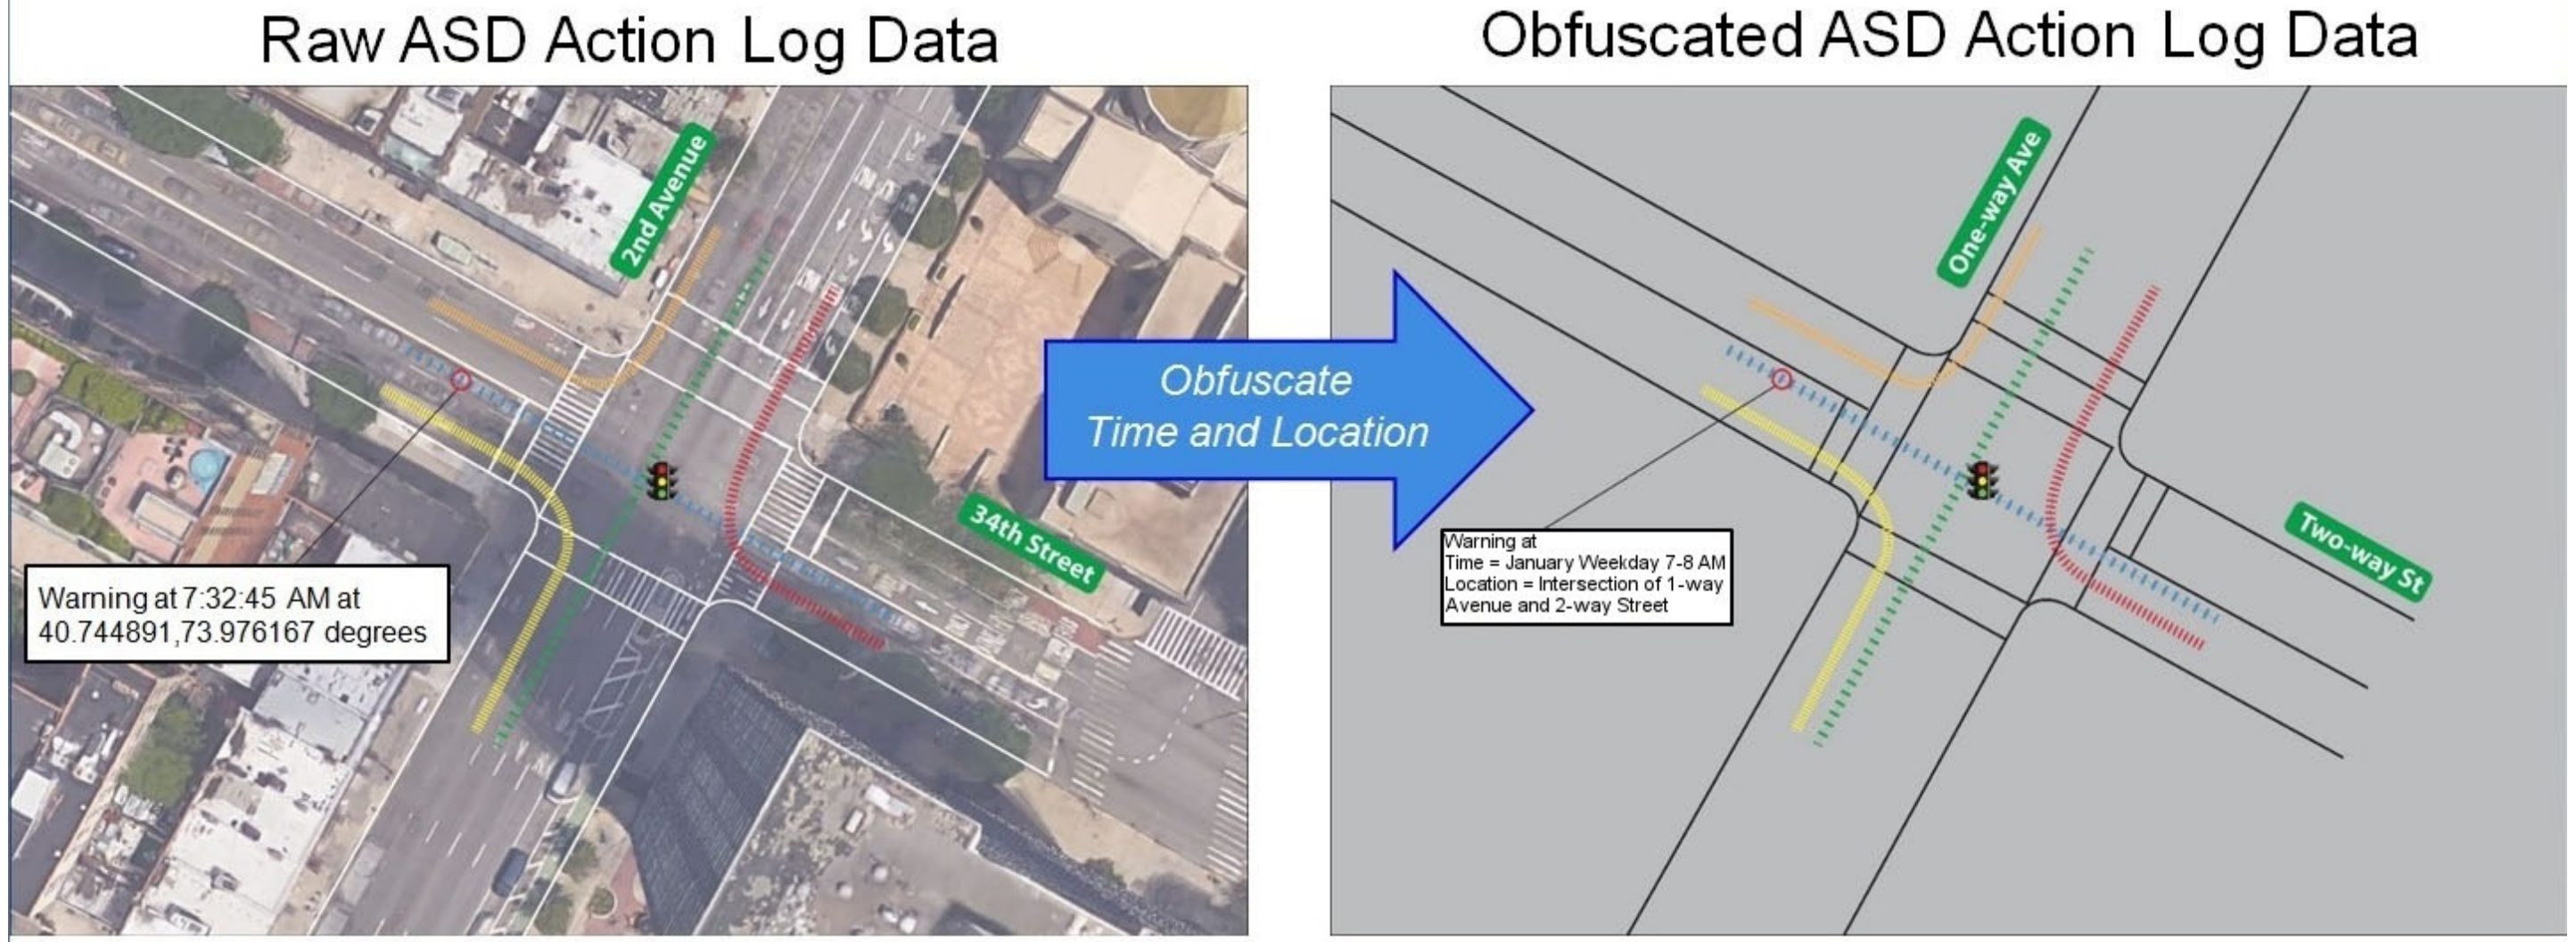 Raw ASD Action Log Data
Obfuscated ASD Action Log Data
2nd Avenue
34th Street
Warning at 7:32:45 AM at
40.744891,73.976167 degrees
Obfuscate
Time and Location
One-way Ave
Two-way St
Warning at
Time = January Weekday 7-8 AM
Location = Intersection of 1-way
Avenue and 2-way Street